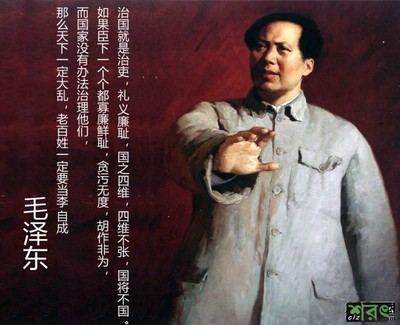 治国就是治吏，礼义廉耻，国之四维，四维不张，国将不国。
如果臣下一个个都寡廉鲜耻，贪污无度，胡作非为，
而国家没有办法治理他们，
那么天下一定大乱，老百姓一定要当李自成
毛泽东
শরৎ